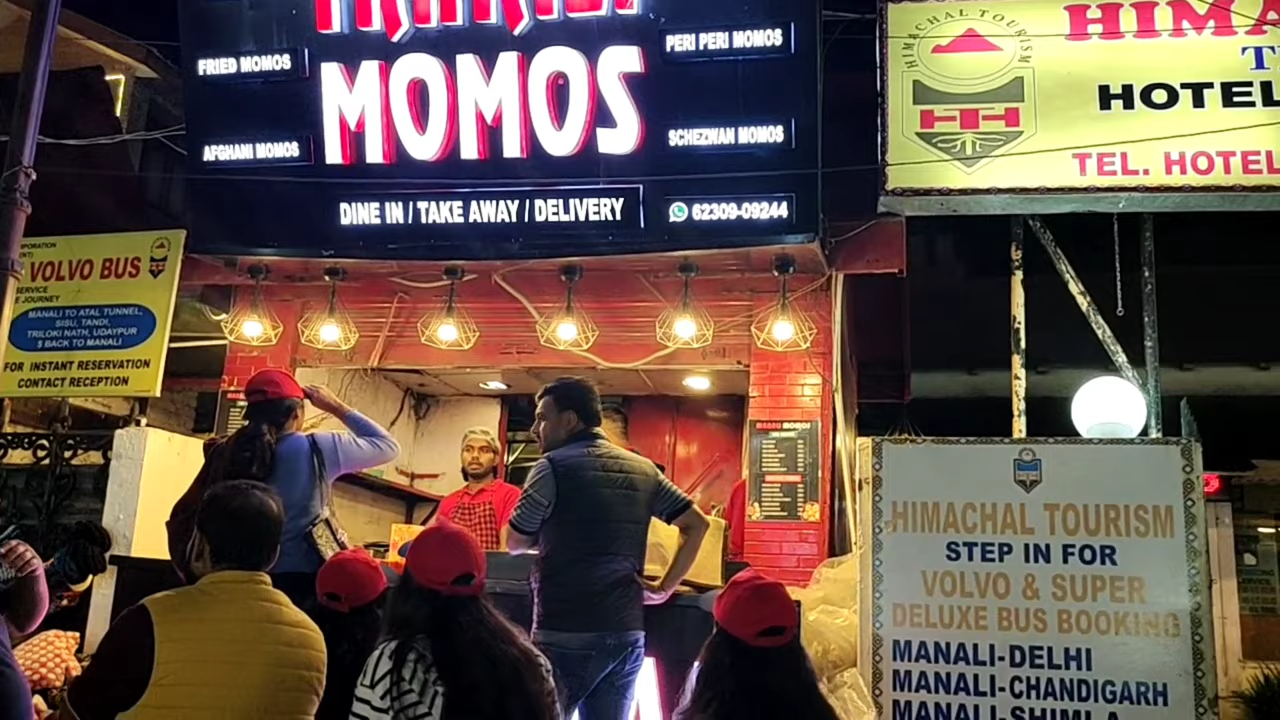 MOMOS
FRIED MOMOS
AFGHANI MOMOS
PERI PERI MOMOS
SCHEZWAN MOMOS
DINE IN / TAKE AWAY / DELIVERY
62309-09244
HIMACHAL TOURISM
HIMA
HOTEL
TEL. HOTEL
VOLVO BUS
SERVICE
E JOURNEY
MANALI TO ATAL TUNNEL,
SISU, TANDI,
TRILOKI NATH, UDAYPUR
$ BACK TO MANALI
FOR INSTANT RESERVATION
CONTACT RECEPTION
MOMOS
HIMACHAL TOURISM
STEP IN FOR
VOLVO & SUPER
DELUXE BUS BOOKING
MANALI-DELHI
MANALI-CHANDIGARH
MANALI-SHIMLA